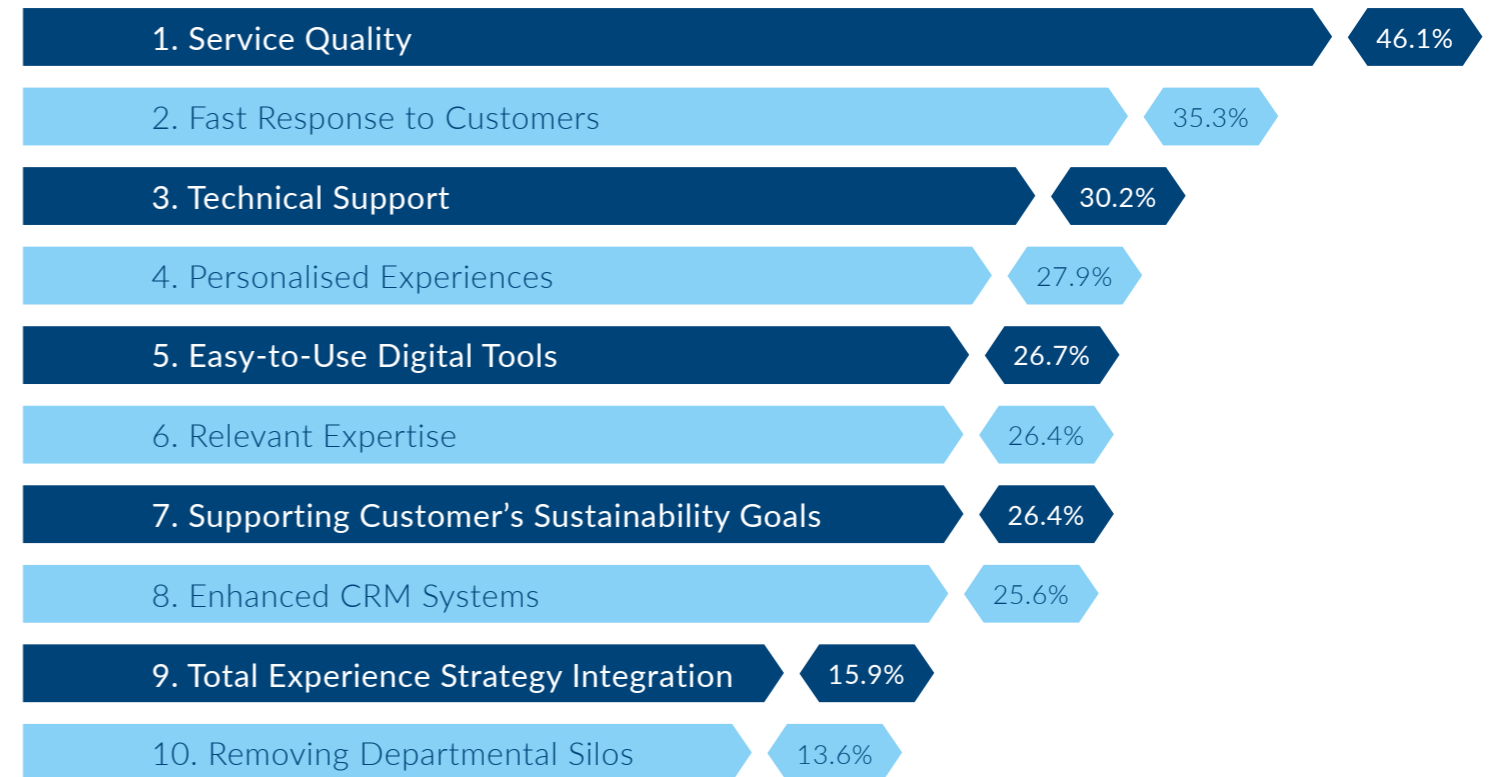 1. Service Quality 46.1%
2. Fast Response to Customers 35.3%
3. Technical Support 30.2%
4. Personalised Experiences 27.9%
5. Easy-to-Use Digital Tools 26.7%
6. Relevant Expertise 26.4%
7. Supporting Customer’s Sustainability Goals 26.4%
8. Enhanced CRM Systems 25.6%
9. Total Experience Strategy Integration 15.9%
10. Removing Departmental Silos 13.6%